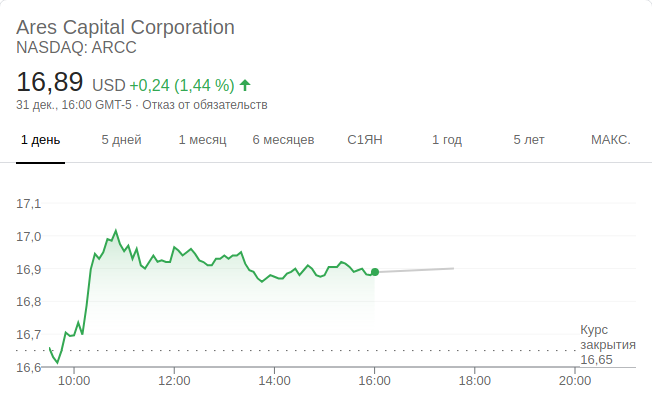 Ares Capital Corporation
NASDAQ: ARCC
16,89 USD +0,24 (1,44 %)
31 дек., 16:00 GMT-5 · Отказ от обязательств
1 день 5 дней 1 месяц 6 месяцев С1ЯН 1 год 5 лет МАКС.
17,1
17,0
16,9
16,8
16,7
16,6
Курс
закрытия
16,65
10:00 12:00 14:00 16:00 18:00 20:00